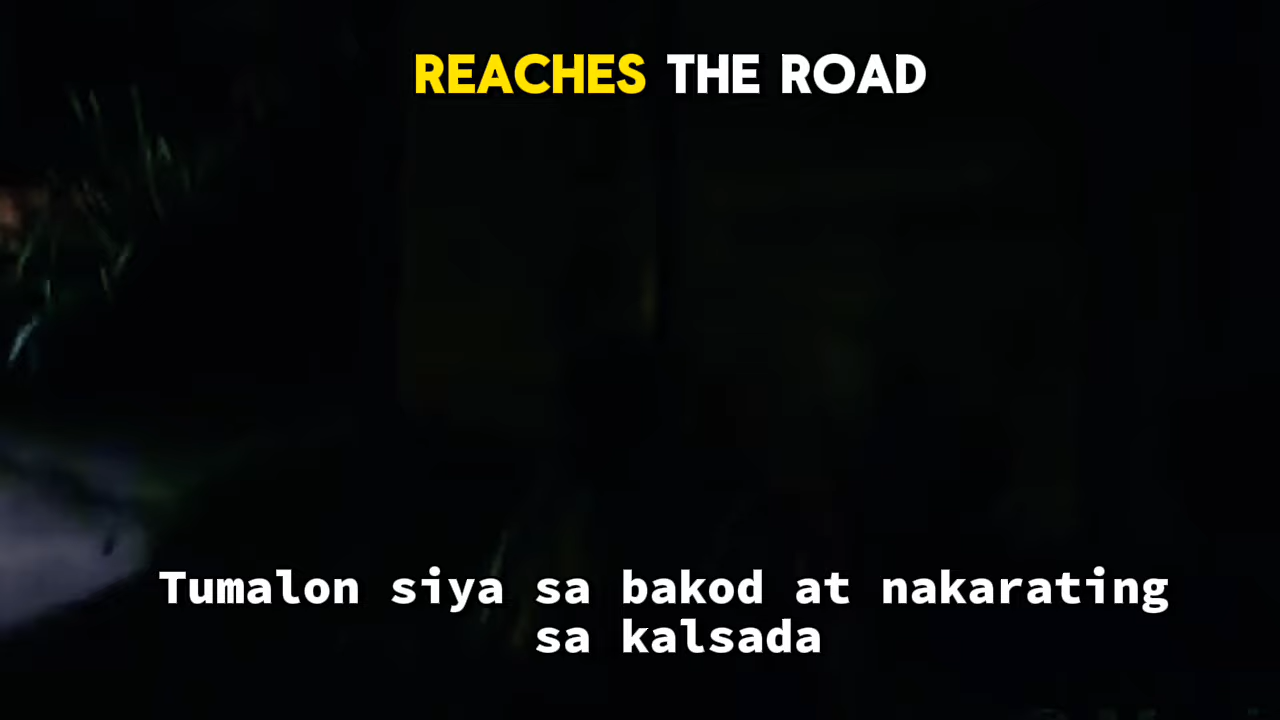 REACHES THE ROAD
Tumalon siya sa bakod at nakarating
sa kalsada